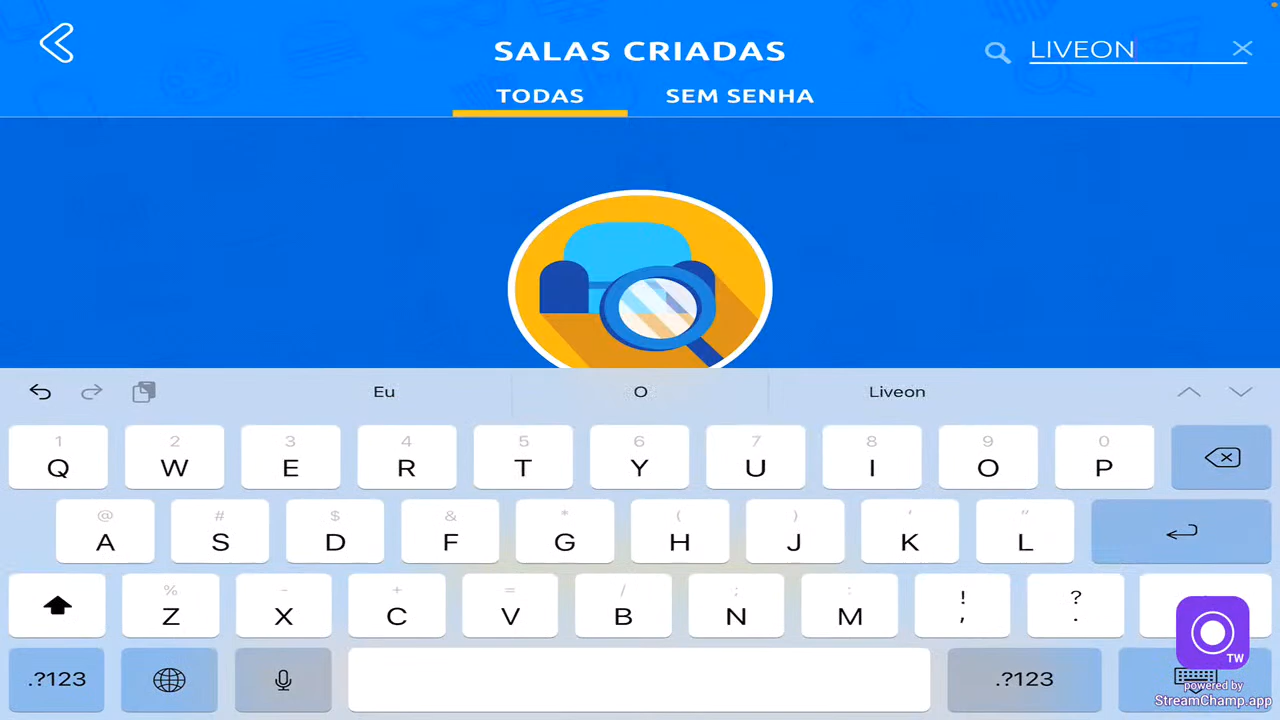 SALAS CRIADAS
LIVEON
TODAS SEM SENHA
Eu O Liveon
1 2 3 4 5 6 7 8 9 0
Q W E R T Y U I O P
@ # $ & * ( ) ' "
A S D F G H J K L
% - + = / ; : ! ?
Z X C V B N M , .
.?123 .?123
TW
powered by
StreamChamp.app